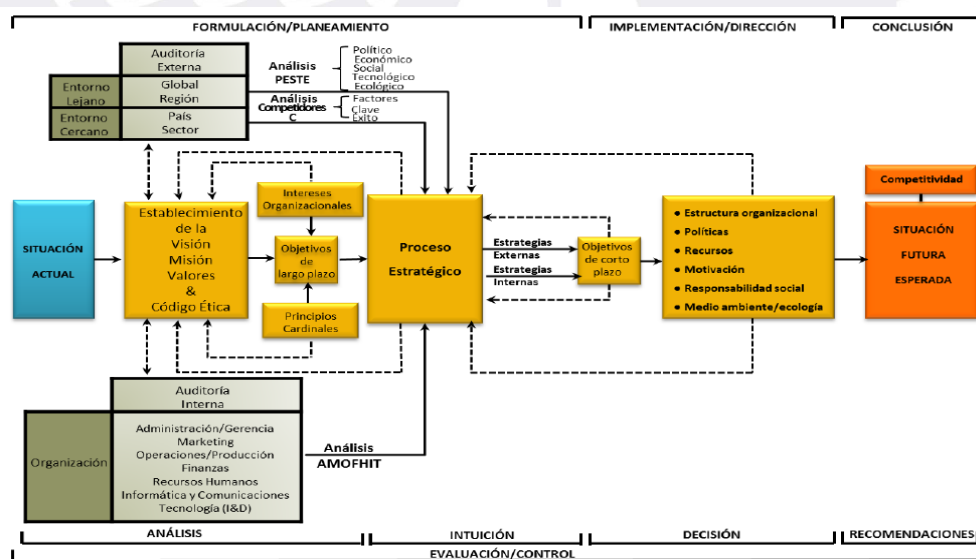 FORMULACIÓN/PLANEAMIENTO
IMPLEMENTACIÓN/DIRECCIÓN
CONCLUSIÓN
Auditoría
Externa
Entorno
Lejano
Global
Región
Entorno
Cercano
País
Sector
Análisis
PESTE
Político
Económico
Social
Tecnológico
Ecológico
Análisis
Competidores
C
Factores
Clave
Éxito
SITUACIÓN
ACTUAL
Establecimiento
de la
Visión
Misión
Valores
&
Código Ética
Intereses
Organizacionales
Objetivos
de
largo plazo
Principios
Cardinales
Proceso
Estratégico
Estrategias
Externas
Estrategias
Internas
Objetivos
de corto
plazo
• Estructura organizacional
• Políticas
• Recursos
• Motivación
• Responsabilidad social
• Medio ambiente/ecología
Competitividad
SITUACIÓN
FUTURA
ESPERADA
Auditoría
Interna
Organización
Administración/Gerencia
Marketing
Operaciones/Producción
Finanzas
Recursos Humanos
Informática y Comunicaciones
Tecnología (I&D)
Análisis
AMOFHIT
ANÁLISIS
INTUICIÓN
DECISIÓN
RECOMENDACIONES
EVALUACIÓN/CONTROL